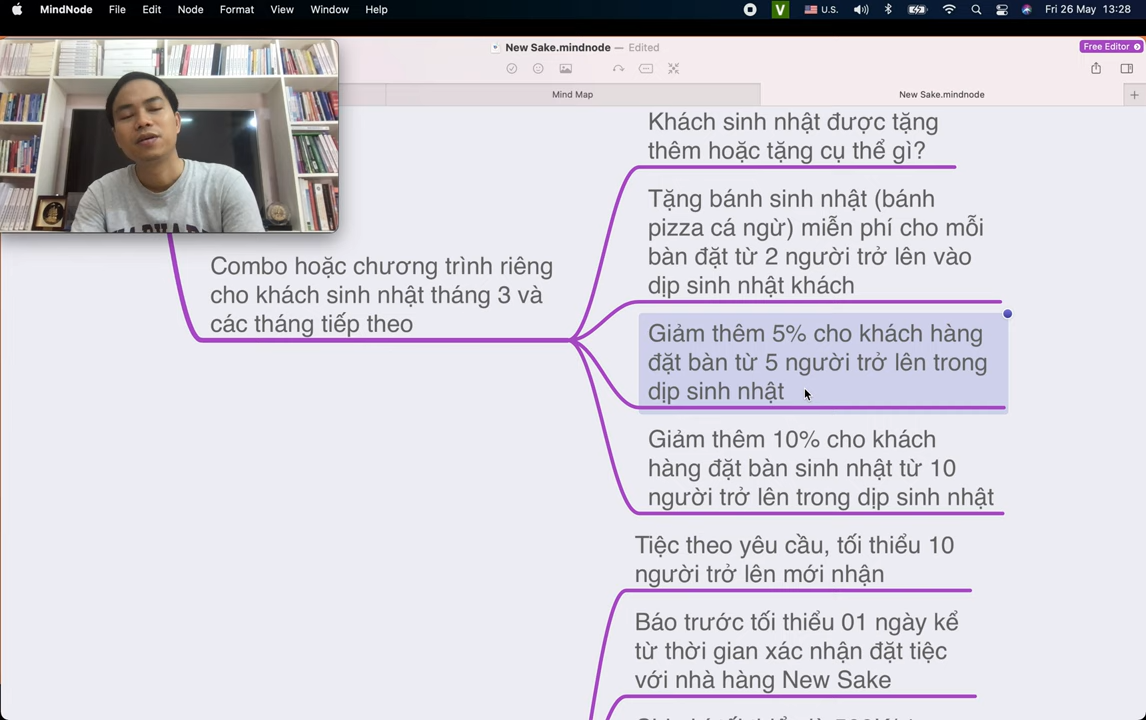 MindNode File Edit Node Format View Window Help V U.S. Fri 26 May 13:28
New Sake.mindnode — Edited
Free Editor
Mind Map
New Sake.mindnode
Khách sinh nhật được tặng
thêm hoặc tặng cụ thể gì?
Tặng bánh sinh nhật (bánh
pizza cá ngừ) miễn phí cho mỗi
bàn đặt từ 2 người trở lên vào
dịp sinh nhật khách
Combo hoặc chương trình riêng
cho khách sinh nhật tháng 3 và
các tháng tiếp theo
Giảm thêm 5% cho khách hàng
đặt bàn từ 5 người trở lên trong
dịp sinh nhật
Giảm thêm 10% cho khách
hàng đặt bàn sinh nhật từ 10
người trở lên trong dịp sinh nhật
Tiệc theo yêu cầu, tối thiểu 10
người trở lên mới nhận
Báo trước tối thiểu 01 ngày kể
từ thời gian xác nhận đặt tiệc
với nhà hàng New Sake